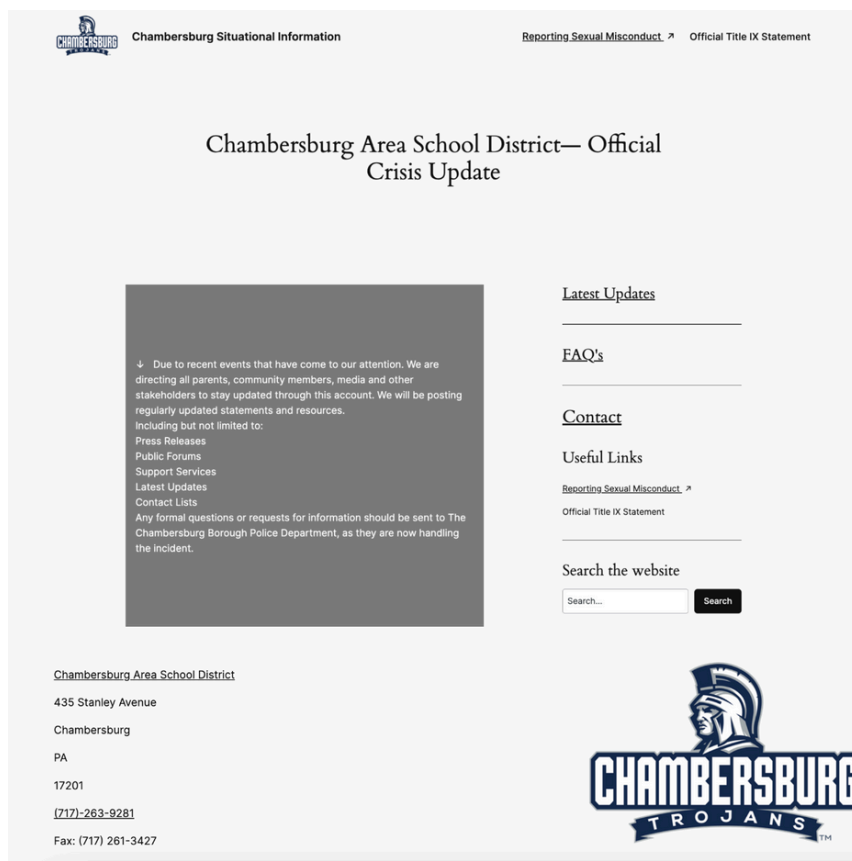 CHAMBERSBURG
TROJANS
Chambersburg Situational Information
Reporting Sexual Misconduct ↗
Official Title IX Statement
Chambersburg Area School District— Official
Crisis Update
↓ Due to recent events that have come to our attention. We are
directing all parents, community members, media and other
stakeholders to stay updated through this account. We will be posting
regularly updated statements and resources.
Including but not limited to:
Press Releases
Public Forums
Support Services
Latest Updates
Contact Lists
Any formal questions or requests for information should be sent to The
Chambersburg Borough Police Department, as they are now handling
the incident.
Latest Updates
FAQ's
Contact
Useful Links
Reporting Sexual Misconduct ↗
Official Title IX Statement
Search the website
Search...
Search
Chambersburg Area School District
435 Stanley Avenue
Chambersburg
PA
17201
(717)-263-9281
Fax: (717) 261-3427
CHAMBERSBURG
TROJANS
TM